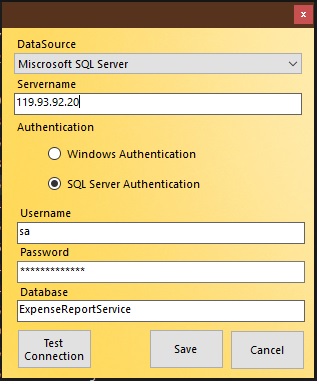 x
DataSource
Miscrosoft SQL Server
Servername
119.93.92.20
Authentication
Windows Authentication
SQL Server Authentication
Username
sa
Password
*************
Database
ExpenseReportService
Test
Connection
Save
Cancel